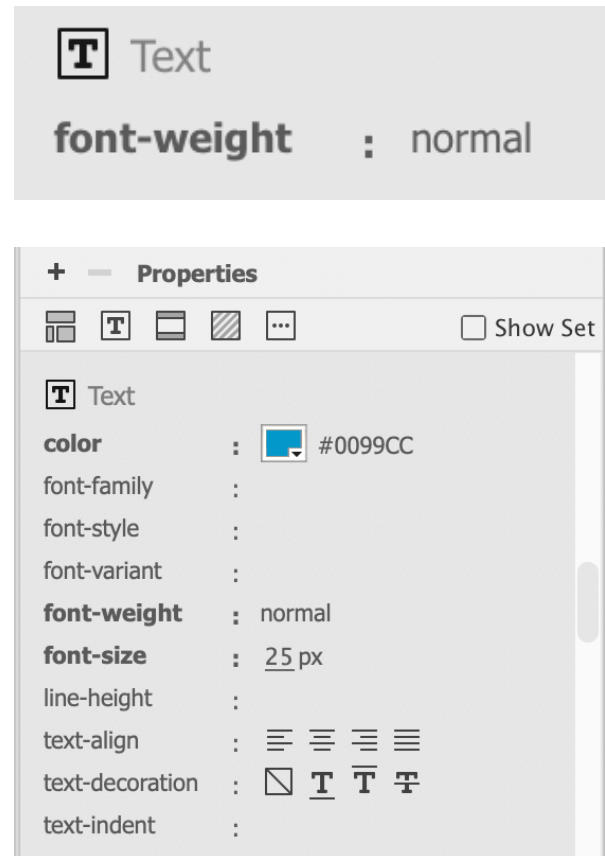 Text
font-weight : normal
Properties
Show Set
Text
color : #0099CC
font-family :
font-style :
font-variant :
font-weight : normal
font-size : 25 px
line-height :
text-align :
text-decoration :
text-indent :